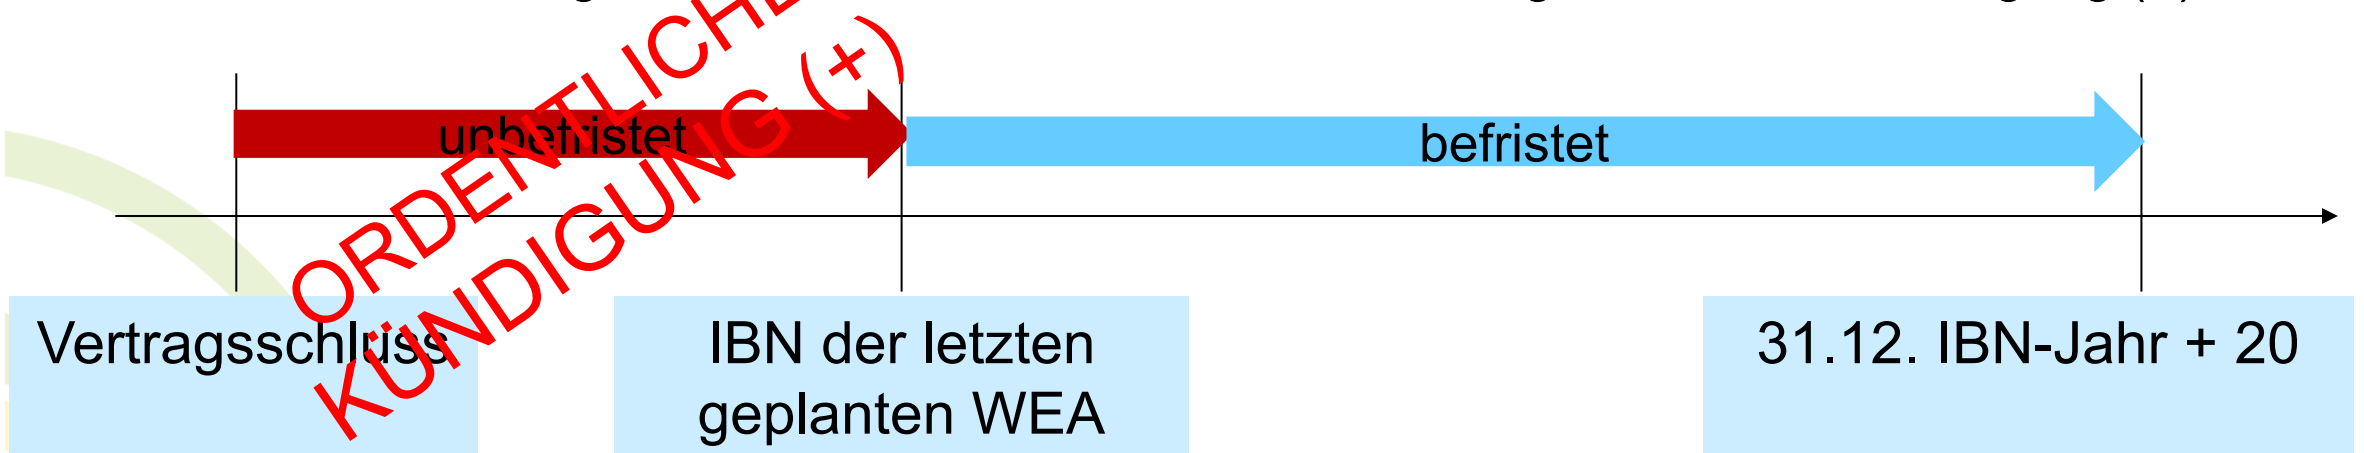 unbefristet
befristet
ORDENTLICHE
KÜNDIGUNG (+)
Vertragsschluss
IBN der letzten
geplanten WEA
31.12. IBN-Jahr + 20